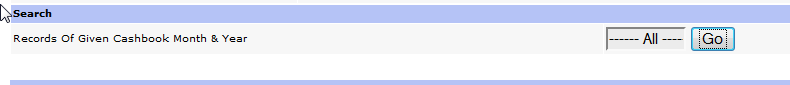 Search
Records Of Given Cashbook Month & Year ------ All ----- Go